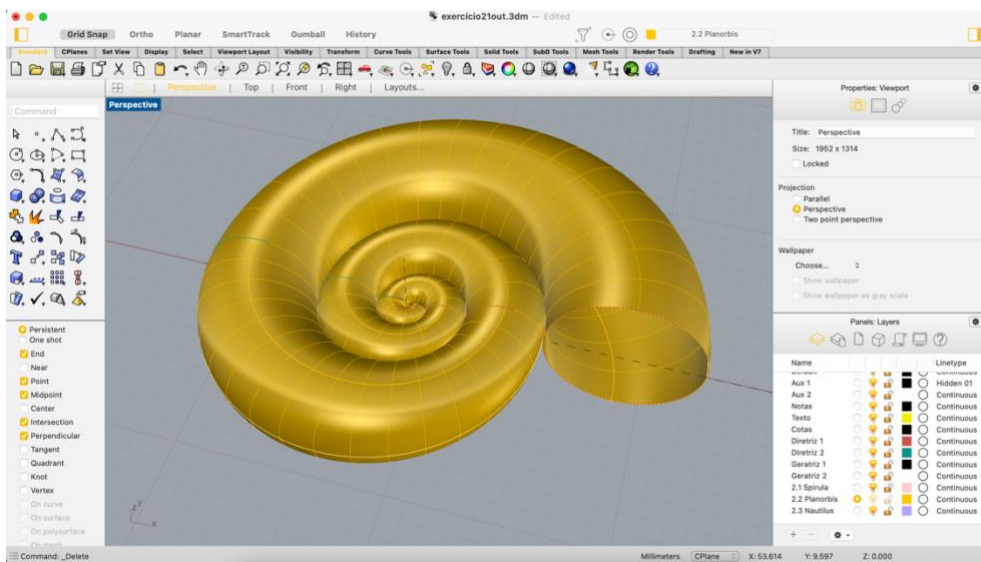 exercício21out.3dm — Edited
Grid Snap Ortho Planar SmartTrack Gumball History 2.2 Planorbis
Standard CPlanes Set View Display Select Viewport Layout Visibility Transform Curve Tools Surface Tools Solid Tools SubD Tools Mesh Tools Render Tools Drafting New in V7
Perspective | Top | Front | Right | Layouts...
Command
Perspective
Persistent
One shot
End
Near
Point
Midpoint
Center
Intersection
Perpendicular
Tangent
Quadrant
Knot
Vertex
On curve
On surface
On polysurface
On mesh
z y
x
Properties: Viewport
Title: Perspective
Size: 1952 x 1314
Locked
Projection
Parallel
Perspective
Two point perspective
Wallpaper
Choose...
Show wallpaper
Show wallpaper as gray scale
Panels: Layers
Name Linetype
Default Continuous
Aux 1 Hidden 01
Aux 2 Continuous
Notas Continuous
Texto Continuous
Cotas Continuous
Diretriz 1 Continuous
Diretriz 2 Continuous
Geratriz 1 Continuous
Geratriz 2 Continuous
2.1 Spirula Continuous
2.2 Planorbis Continuous
2.3 Nautilus Continuous
Command: _Delete Millimeters CPlane X: 53.614 Y: 9.597 Z: 0.000